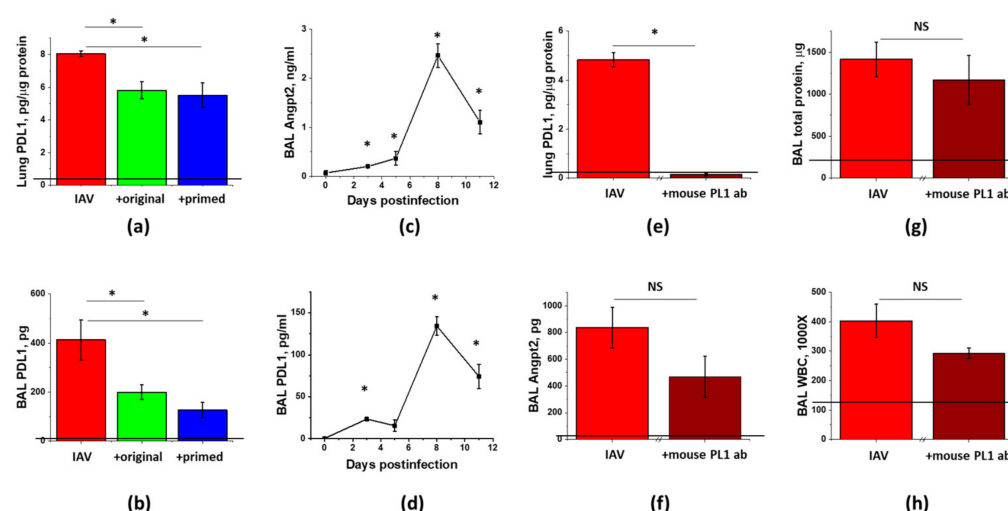 Lung PDL1, pg/µg protein
8
6
4
2
0
*
*
IAV
+original
+primed
(a)
BAL Angpt2, ng/ml
3
2
1
0
*
*
*
*
0
2
4
6
8
10
12
Days postinfection
(c)
lung PDL1, pg/µg protein
6
4
2
0
*
IAV
+mouse PL1 ab
(e)
BAL total protein, µg
1500
1250
1000
750
500
250
0
NS
IAV
+mouse PL1 ab
(g)
BAL PDL1, pg
600
400
200
0
*
*
IAV
+original
+primed
(b)
BAL PDL1, pg/ml
150
100
50
0
*
*
*
0
2
4
6
8
10
12
Days postinfection
(d)
BAL Angpt2, pg
1000
800
600
400
200
0
NS
IAV
+mouse PL1 ab
(f)
BAL WBC, 1000X
500
400
300
200
100
0
NS
IAV
+mouse PL1 ab
(h)